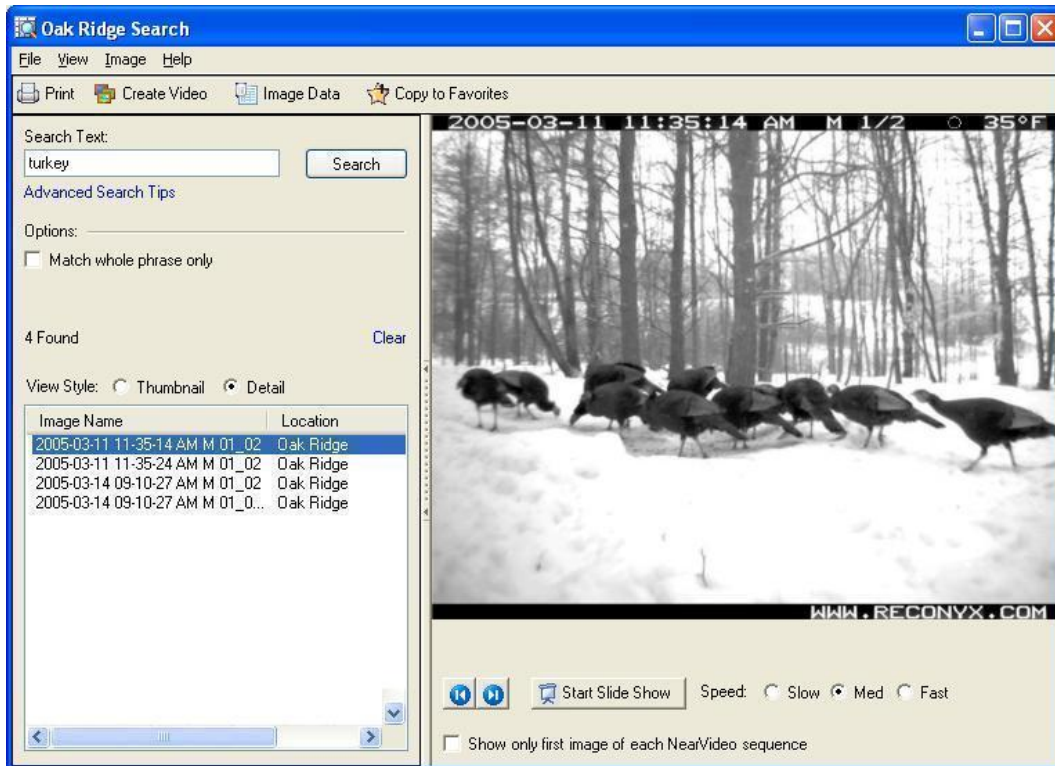 Oak Ridge Search
File View Image Help
Print Create Video Image Data Copy to Favorites
Search Text:
turkey Search
Advanced Search Tips
Options:
Match whole phrase only
4 Found Clear
View Style: Thumbnail Detail
Image Name Location
2005-03-11 11-35-14 AM M 01_02 Oak Ridge
2005-03-11 11-35-24 AM M 01_02 Oak Ridge
2005-03-14 09-10-27 AM M 01_02 Oak Ridge
2005-03-14 09-10-27 AM M 01_0... Oak Ridge
2005-03-11 11:35:14 AM M 1/2 35°F
WWW.RECONYX.COM
Start Slide Show Speed: Slow Med Fast
Show only first image of each NearVideo sequence